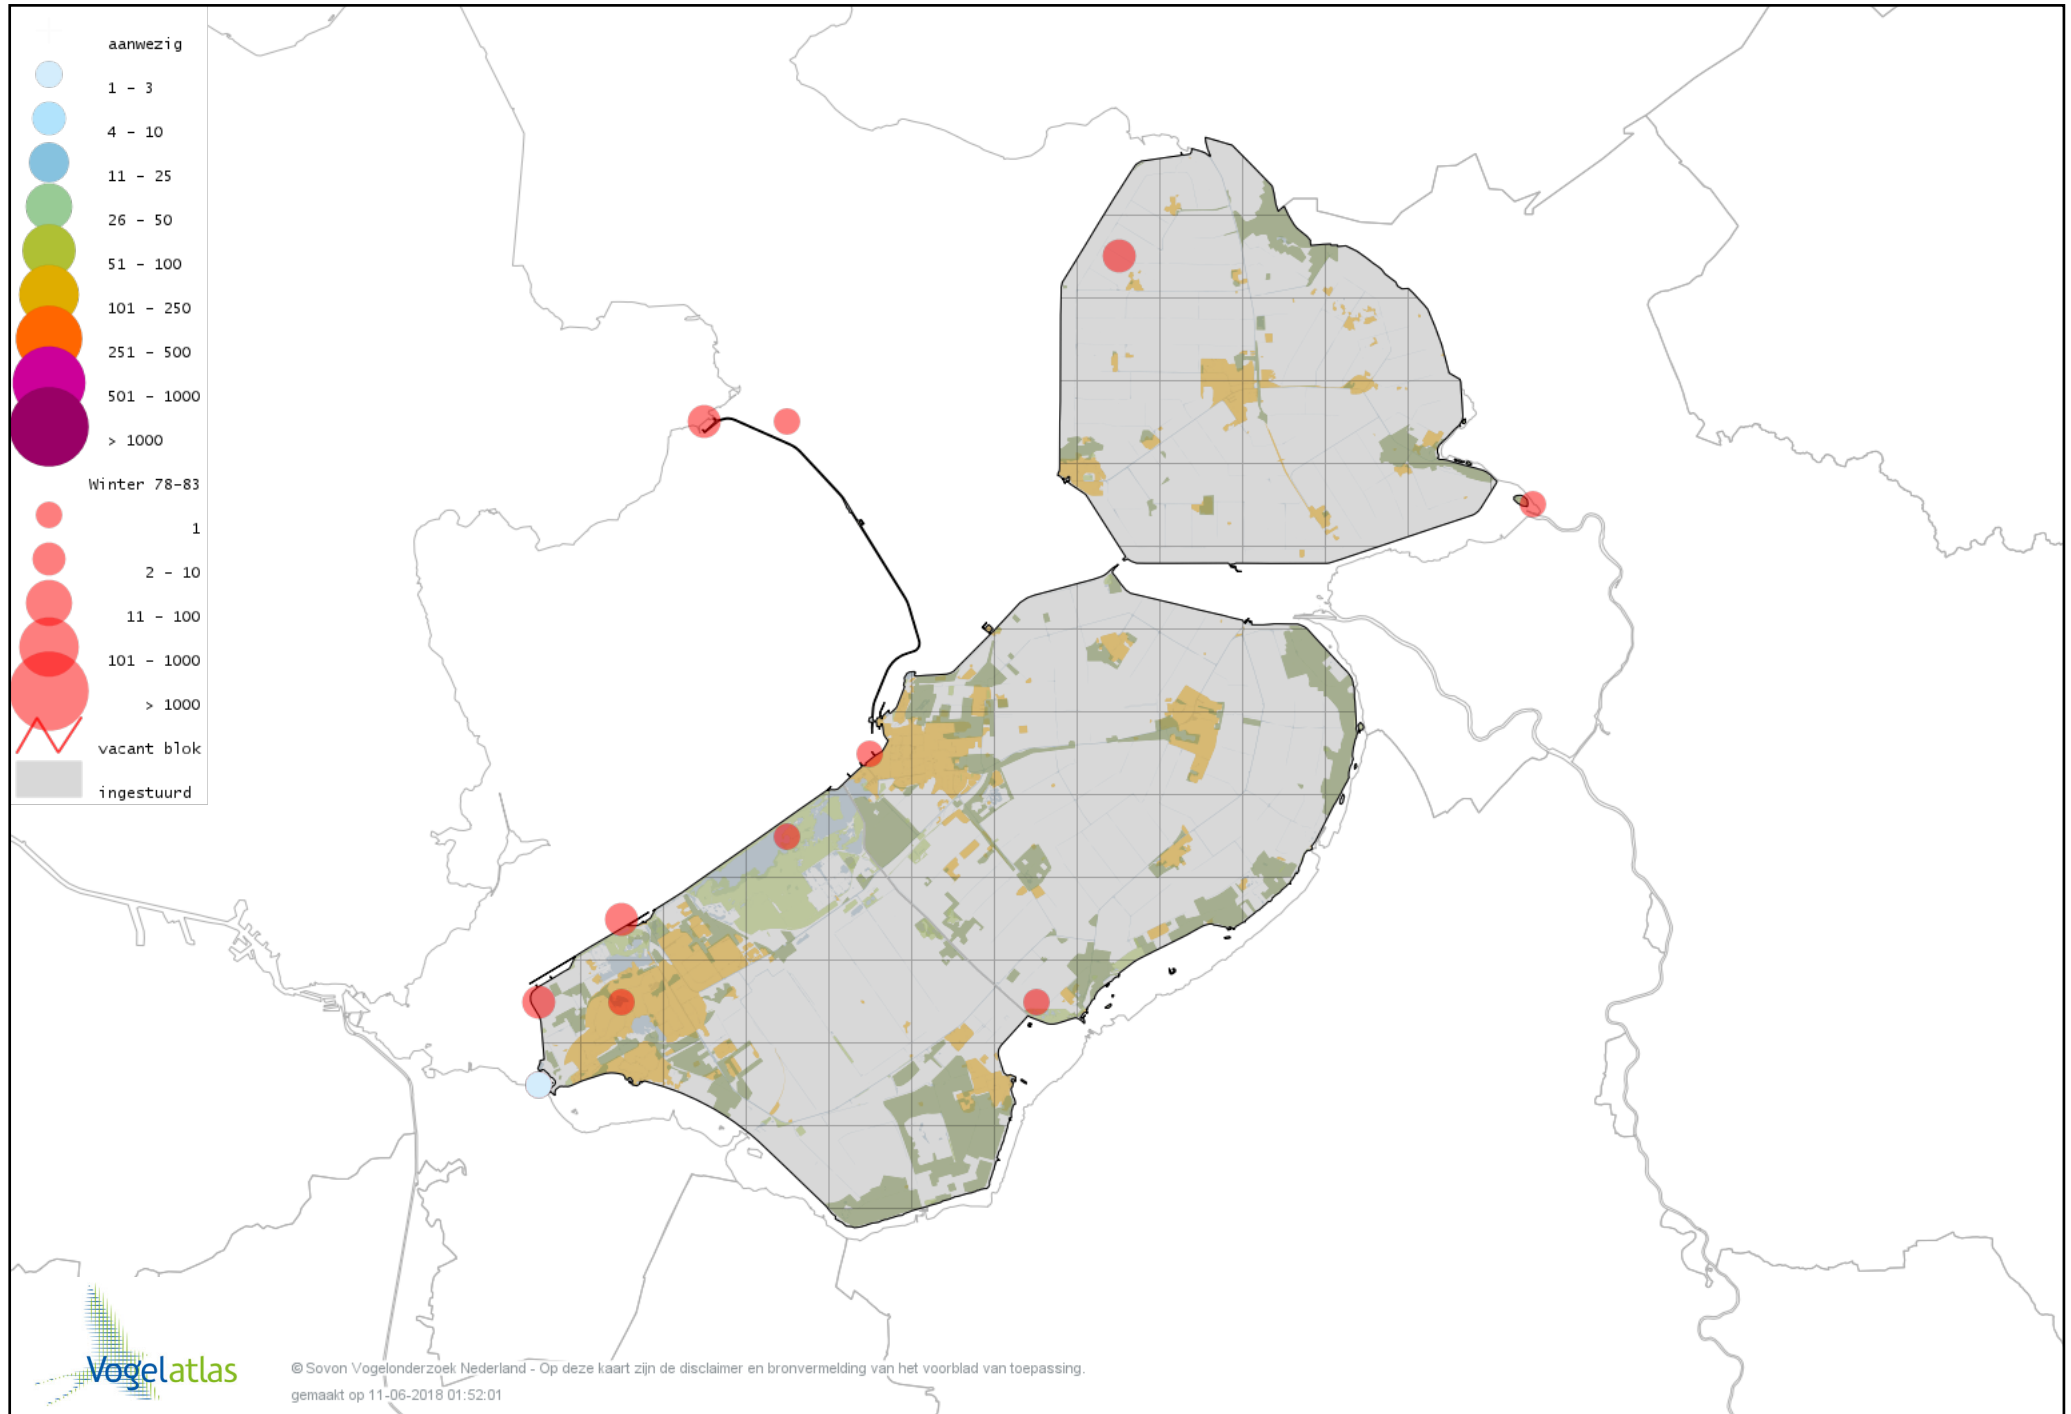 aanwezig
1 – 3
4 – 10
11 – 25
26 – 50
51 – 100
101 – 250
251 – 500
501 – 1000
> 1000
Winter 78-83
1
2 – 10
11 – 100
101 – 1000
> 1000
vacant blok
ingestuurd
Vogelatlas
© Sovon Vogelonderzoek Nederland - Op deze kaart zijn de disclaimer en bronvermelding van het voorblad van toepassing.
gemaakt op 11-06-2018 01:52:01